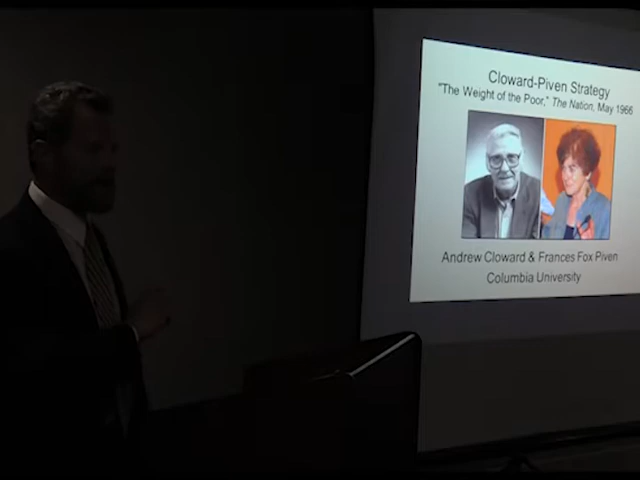 Cloward-Piven Strategy
"The Weight of the Poor," The Nation, May 1966
Andrew Cloward & Frances Fox Piven
Columbia University